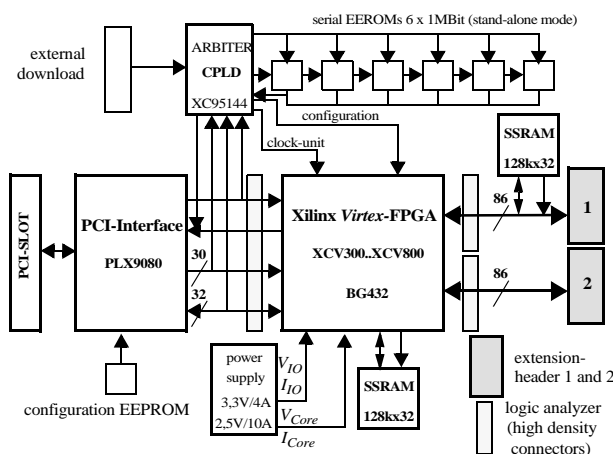 serial EEROMs 6 x 1MBit (stand-alone mode)
external
download
ARBITER
CPLD
XC95144
configuration
clock-unit
SSRAM
128kx32
PCI-SLOT
PCI-Interface
PLX9080
30
32
Xilinx Virtex-FPGA
XCV300..XCV800
BG432
86
1
86
2
configuration EEPROM
power
supply
3,3V/4A
2,5V/10A
VIO
IIO
VCore
ICore
SSRAM
128kx32
extension-
header 1 and 2
logic analyzer
(high density
connectors)